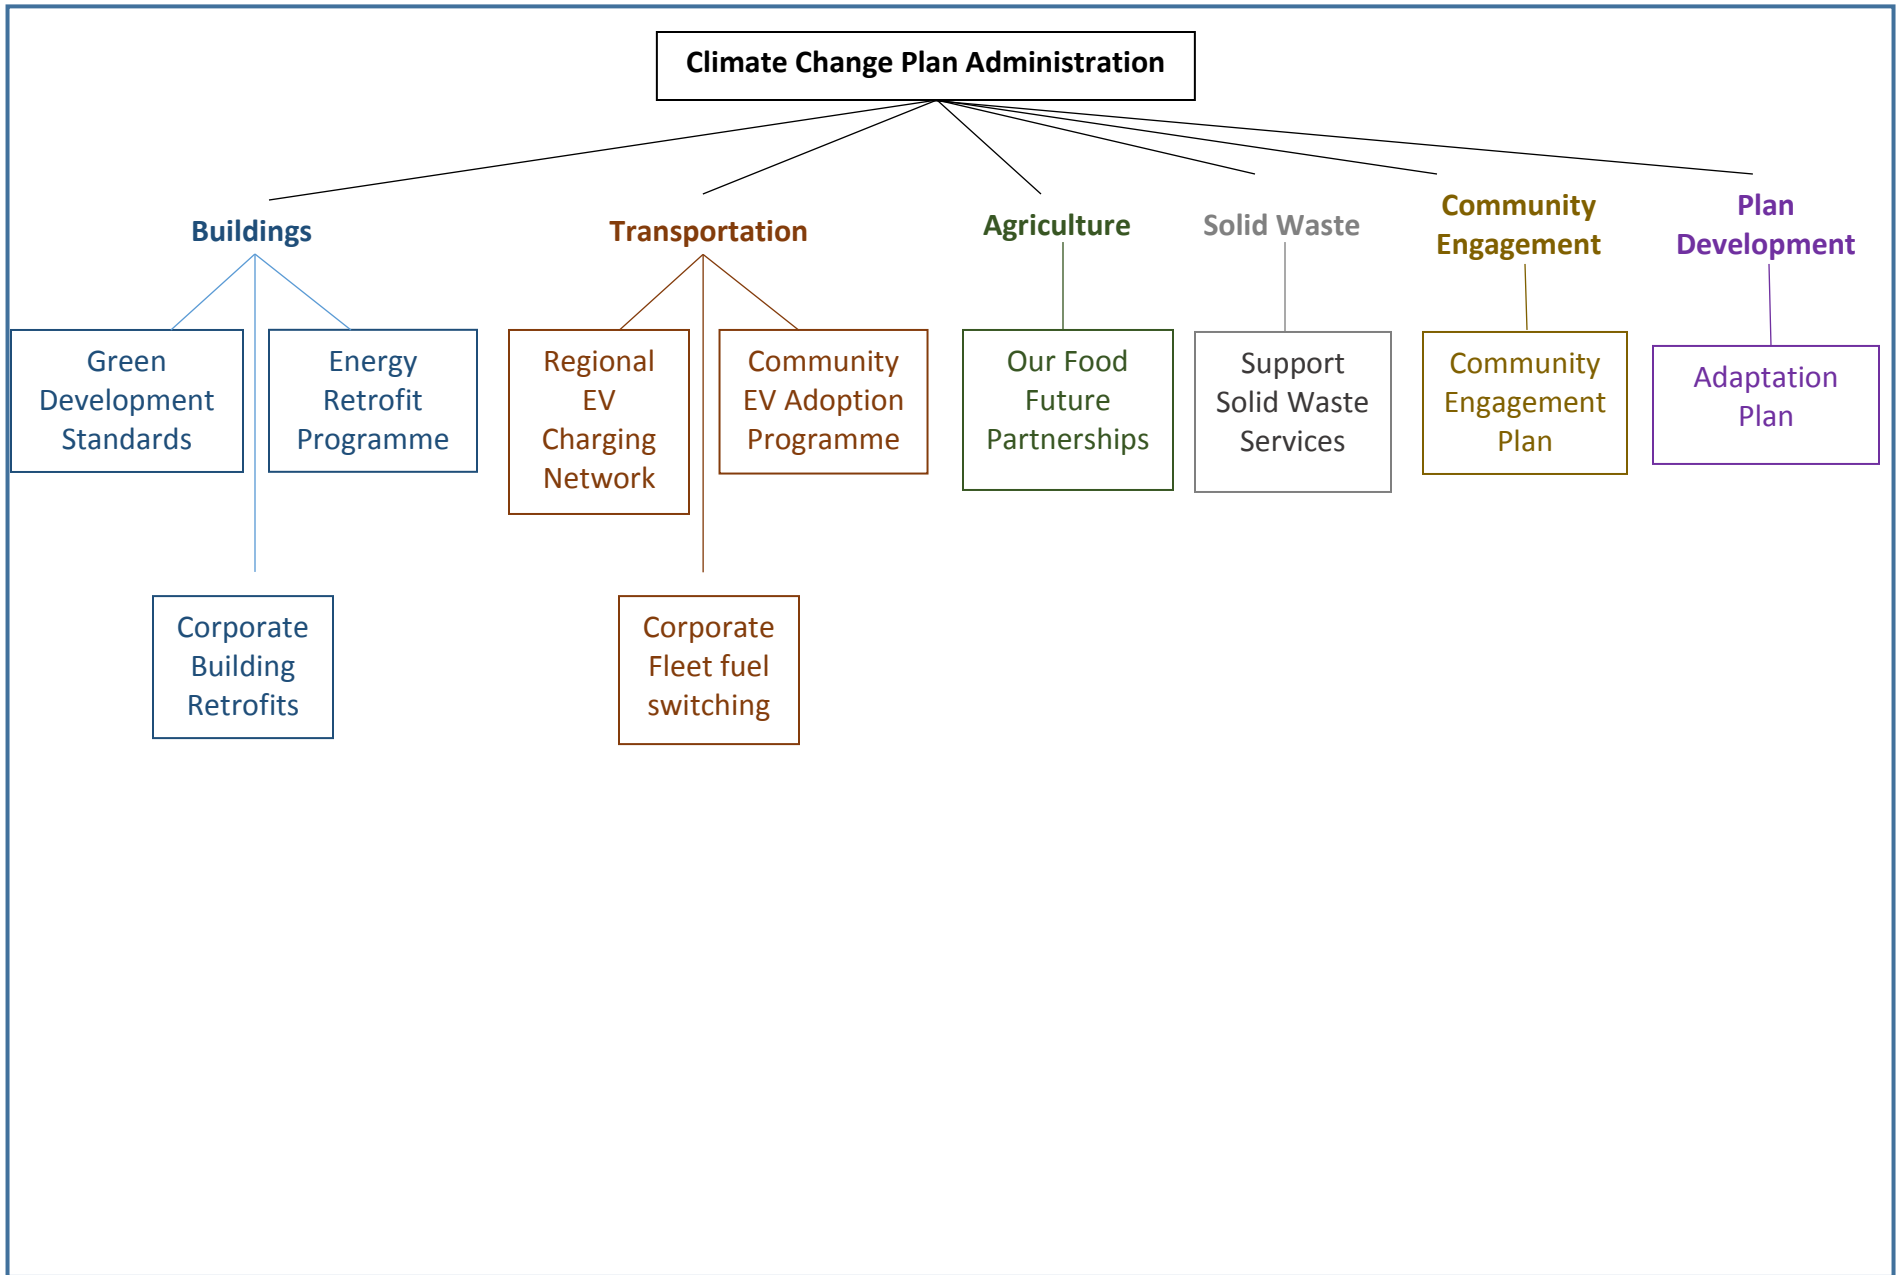 Climate Change Plan Administration
Buildings
Transportation
Agriculture
Solid Waste
Community
Engagement
Plan
Development
Green
Development
Standards
Energy
Retrofit
Programme
Regional
EV
Charging
Network
Community
EV Adoption
Programme
Our Food
Future
Partnerships
Support
Solid Waste
Services
Community
Engagement
Plan
Adaptation
Plan
Corporate
Building
Retrofits
Corporate
Fleet fuel
switching